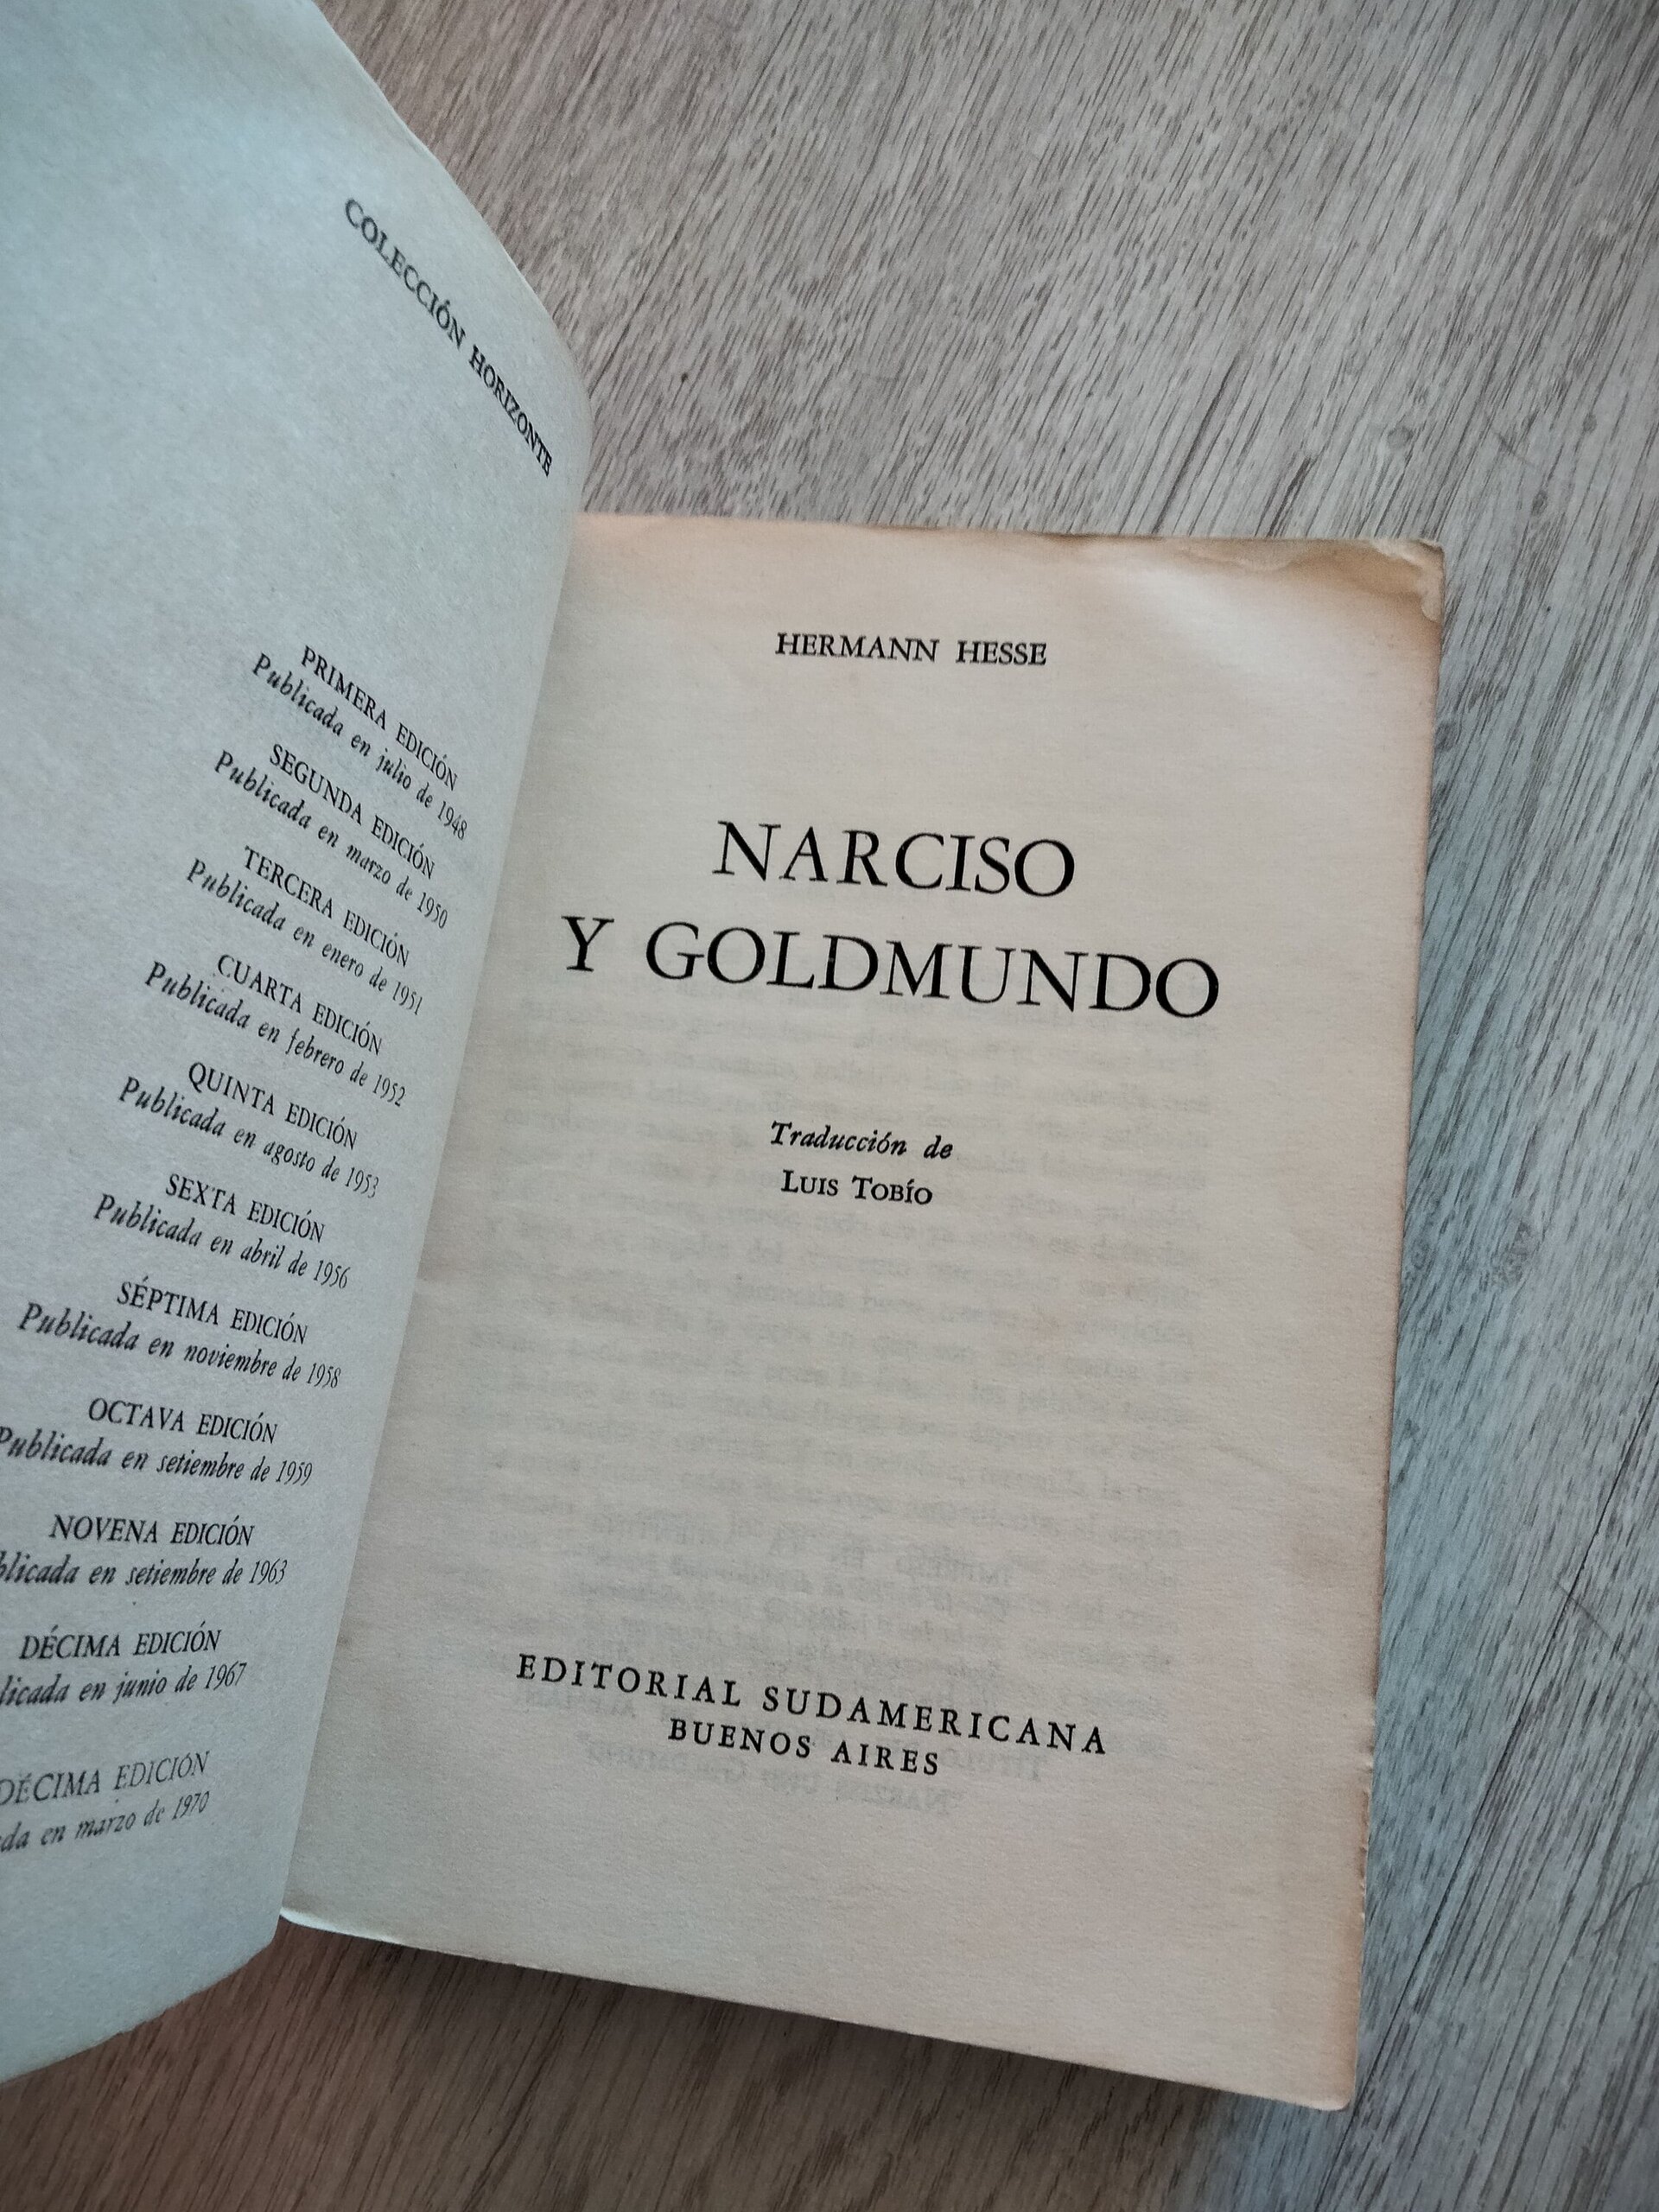 COLECCIÓN HORIZONTE
PRIMERA EDICIÓN
Publicada en julio de 1948
SEGUNDA EDICIÓN
Publicada en marzo de 1950
TERCERA EDICIÓN
Publicada en enero de 1951
CUARTA EDICIÓN
Publicada en febrero de 1952
QUINTA EDICIÓN
Publicada en agosto de 1953
SEXTA EDICIÓN
Publicada en abril de 1956
SÉPTIMA EDICIÓN
Publicada en noviembre de 1958
OCTAVA EDICIÓN
Publicada en setiembre de 1959
NOVENA EDICIÓN
blicada en setiembre de 1963
DÉCIMA EDICIÓN
licada en junio de 1967
DÉCIMA EDICIÓN
da en marzo de 1970
HERMANN HESSE
NARCISO
Y GOLDMUNDO
Traducción de
LUIS TOBÍO
EDITORIAL SUDAMERICANA
BUENOS AIRES